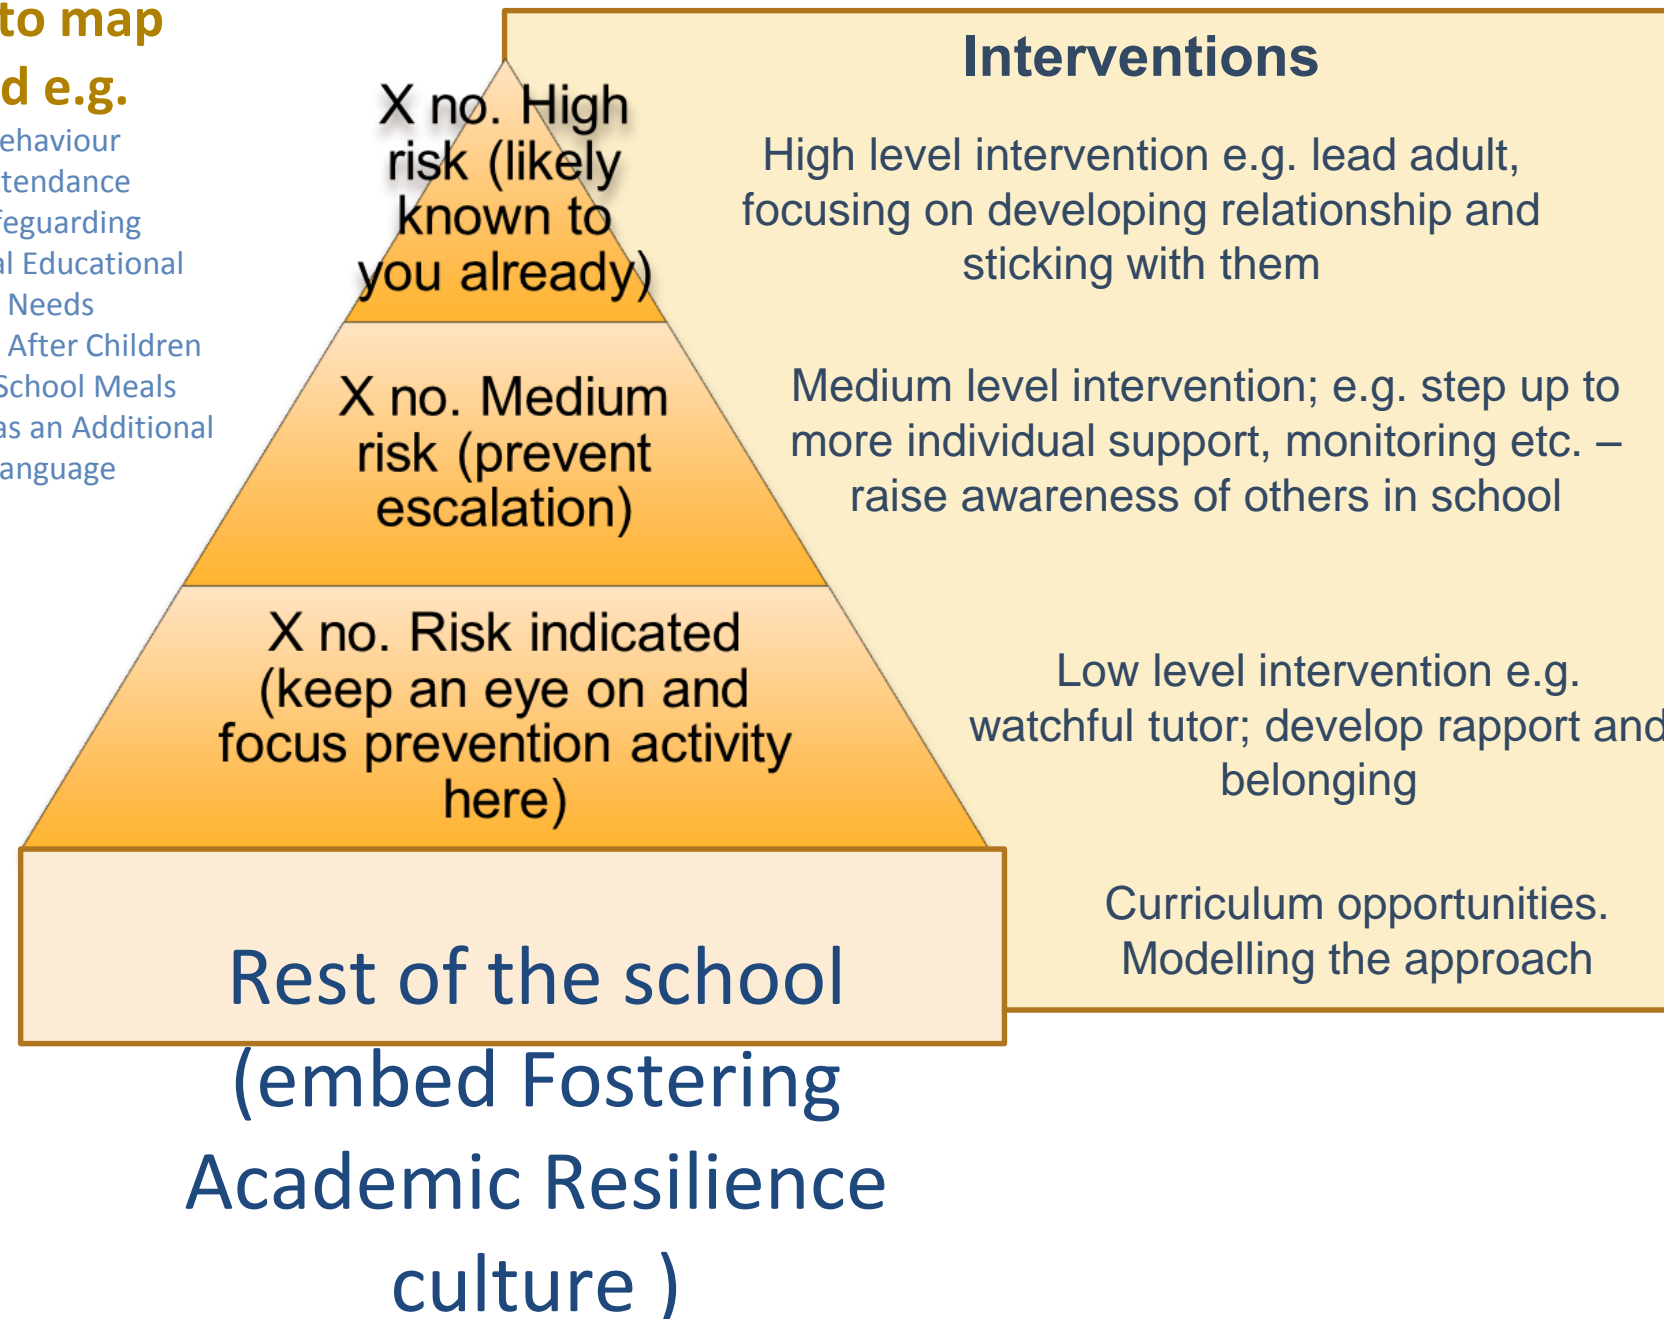 to map
d e.g.
ehaviour
ttendance
feguarding
al Educational
Needs
After Children
School Meals
as an Additional
anguage
X no. High
risk (likely
known to
you already)
X no. Medium
risk (prevent
escalation)
X no. Risk indicated
(keep an eye on and
focus prevention activity
here)
Rest of the school
(embed Fostering
Academic Resilience
culture )
Interventions
High level intervention e.g. lead adult,
focusing on developing relationship and
sticking with them
Medium level intervention; e.g. step up to
more individual support, monitoring etc. –
raise awareness of others in school
Low level intervention e.g.
watchful tutor; develop rapport and
belonging
Curriculum opportunities.
Modelling the approach